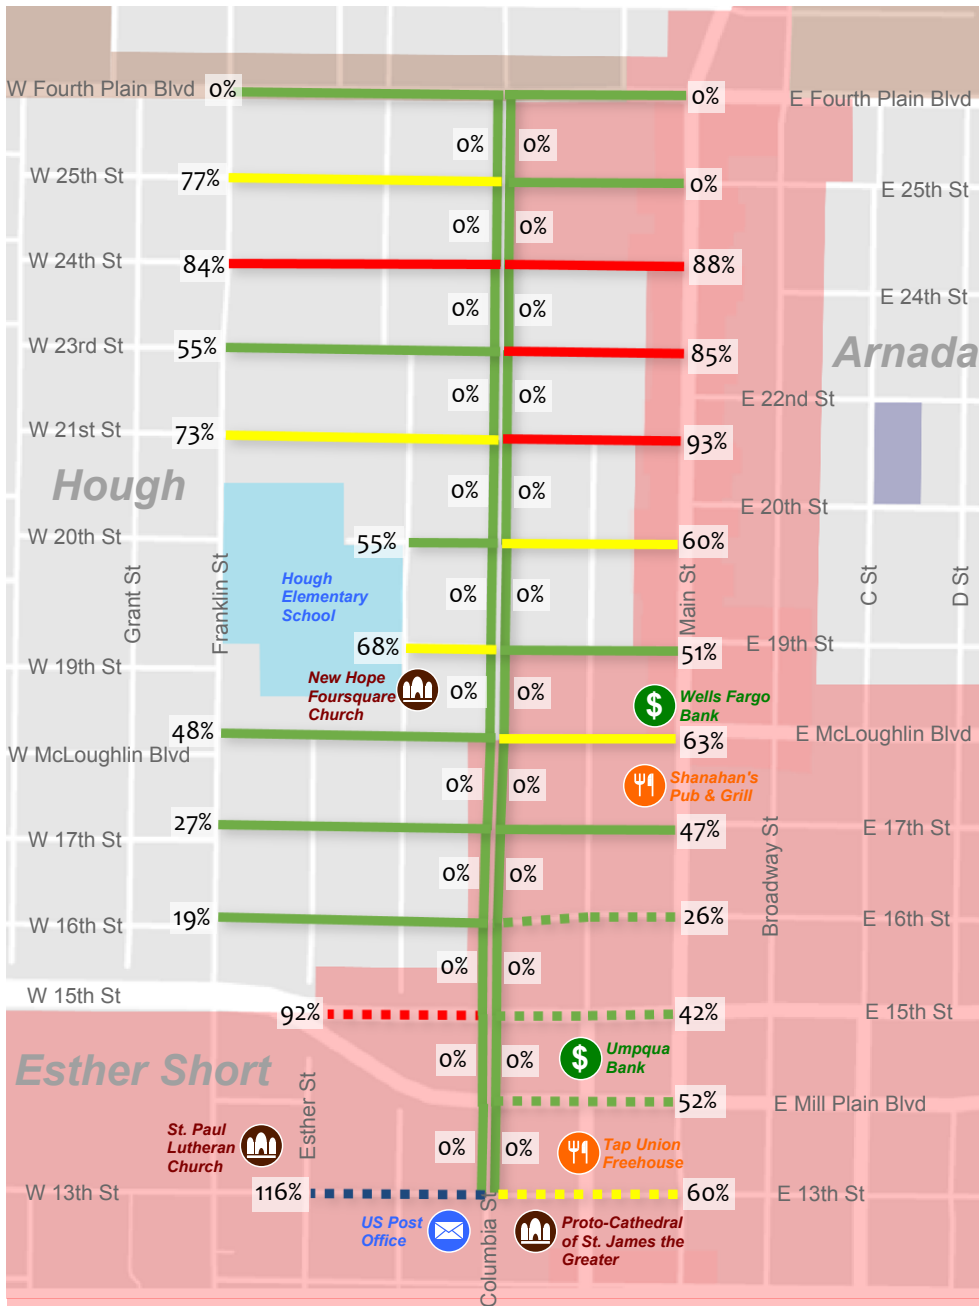 W Fourth Plain Blvd
0%
0%
E Fourth Plain Blvd
0%
0%
W 25th St
77%
0%
E 25th St
0%
0%
W 24th St
84%
88%
E 24th St
0%
0%
W 23rd St
55%
85%
Arnada
0%
0%
E 22nd St
W 21st St
73%
93%
Hough
0%
0%
E 20th St
W 20th St
55%
60%
Grant St
Franklin St
Hough
Elementary
School
0%
0%
Main St
C St
D St
68%
51%
E 19th St
W 19th St
New Hope
Foursquare
Church
0%
0%
$
Wells Fargo
Bank
48%
63%
E McLoughlin Blvd
W McLoughlin Blvd
0%
0%
Shanahan's
Pub & Grill
27%
47%
E 17th St
W 17th St
Broadway St
0%
0%
19%
26%
E 16th St
W 16th St
0%
0%
W 15th St
92%
42%
E 15th St
Esther Short
0%
0%
$
Umpqua
Bank
Esther St
52%
E Mill Plain Blvd
St. Paul
Lutheran
Church
0%
0%
Tap Union
Freehouse
W 13th St
116%
60%
E 13th St
US Post
Office
Columbia St
Proto-Cathedral
of St. James the
Greater